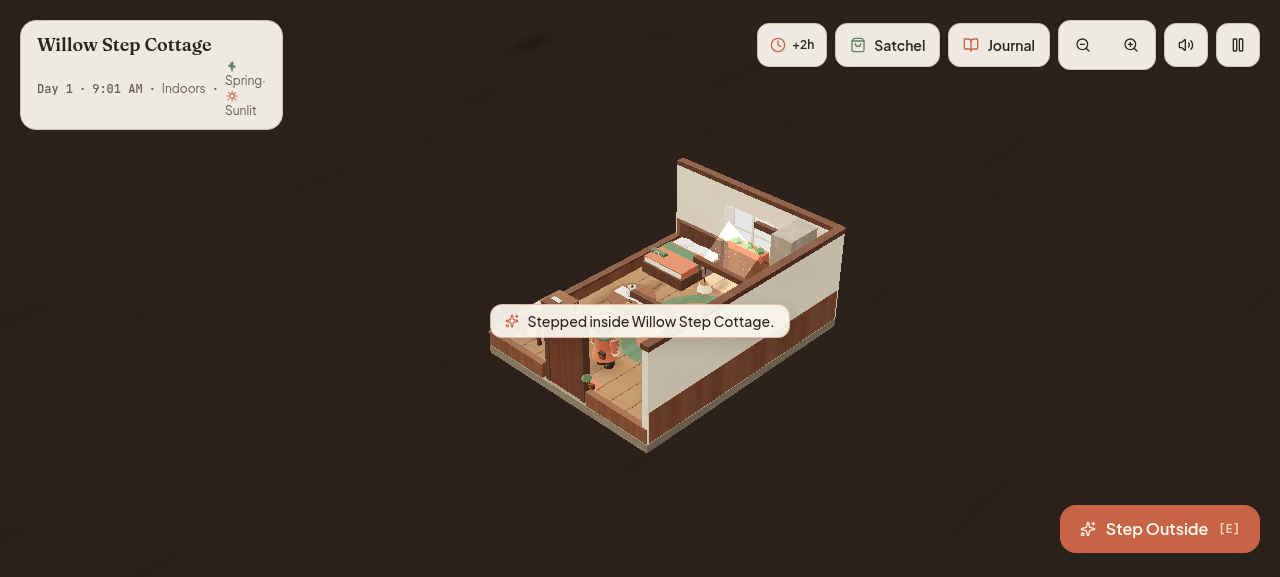 Willow Step Cottage
Day 1 · 9:01 AM · Indoors ·
Spring·
Sunlit
+2h
Satchel
Journal
Stepped inside Willow Step Cottage.
Step Outside [E]